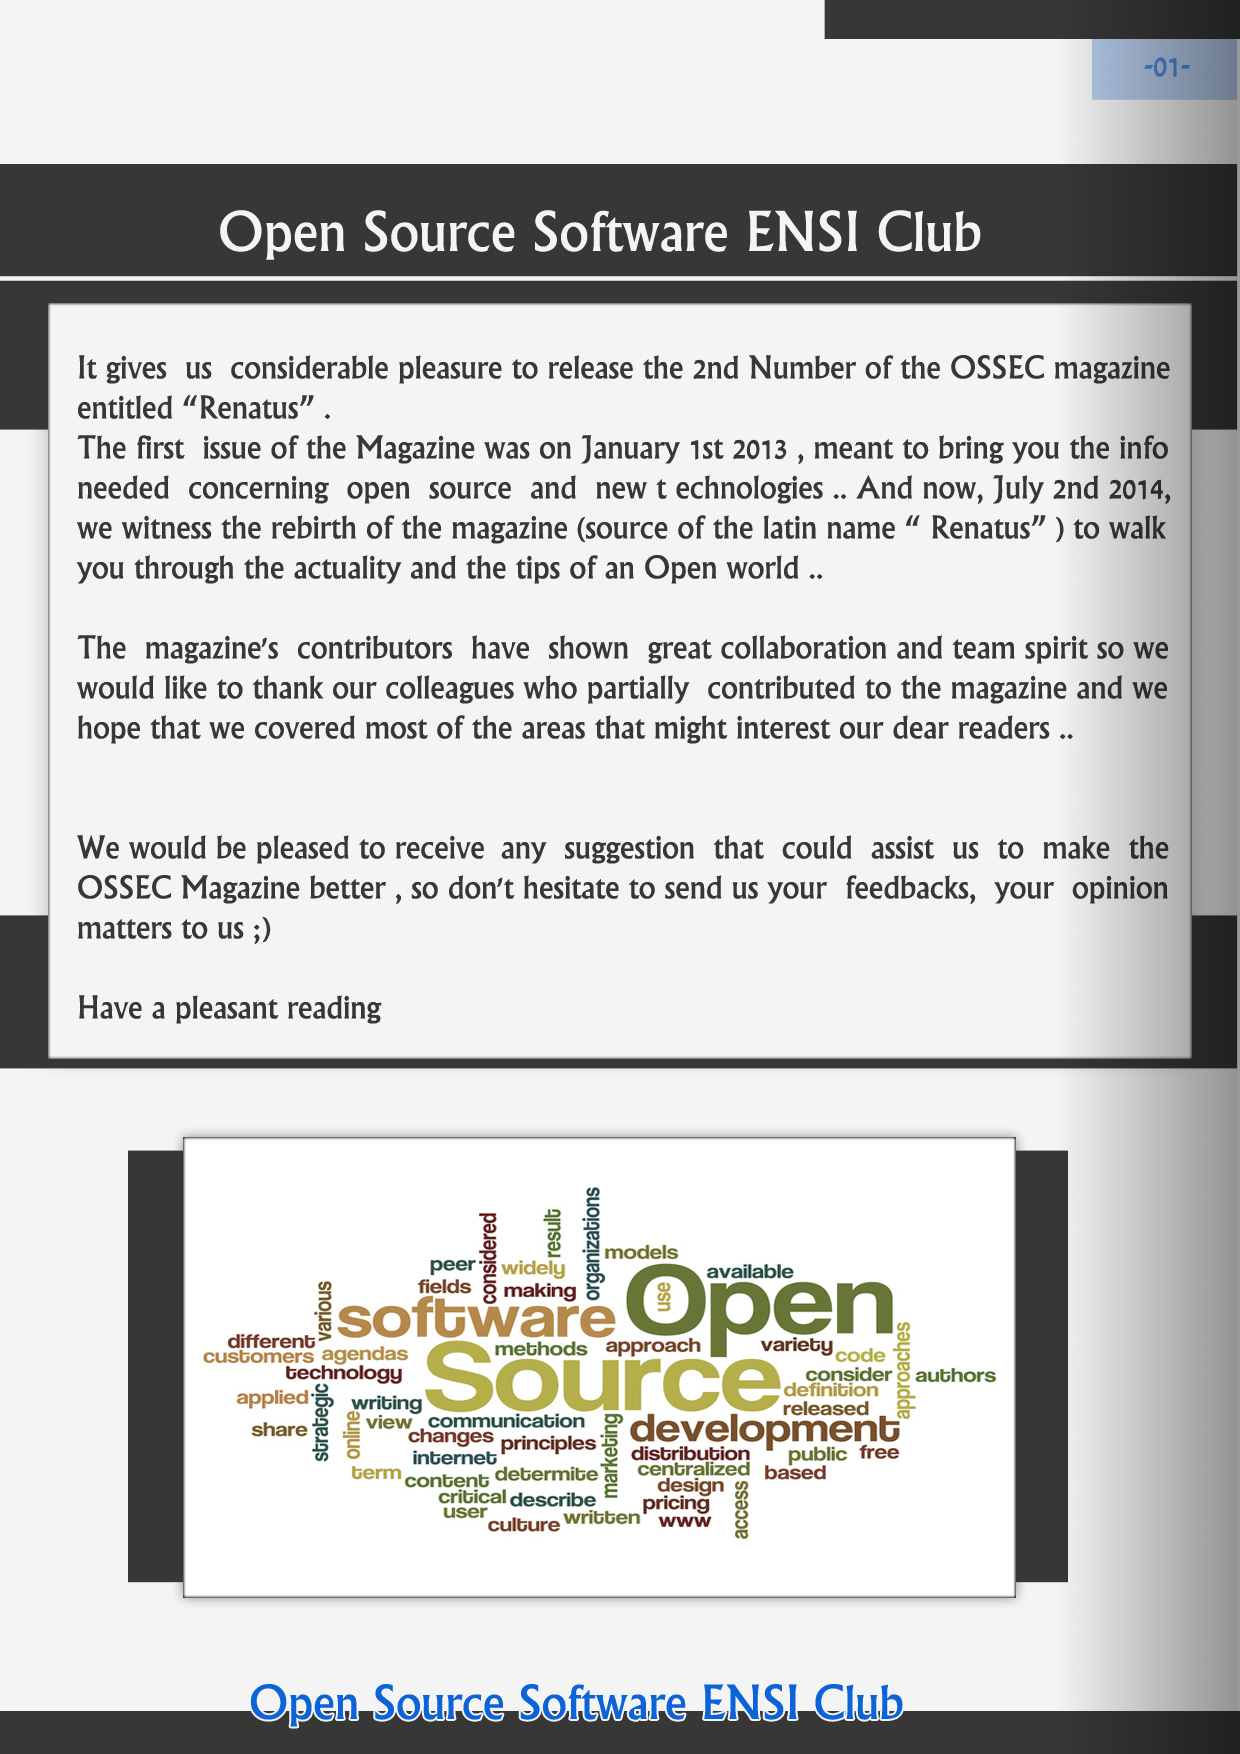 -01-
Open Source Software ENSI Club
It gives us considerable pleasure to release the 2nd Number of the OSSEC magazine
entitled “Renatus” .
The first issue of the Magazine was on January 1st 2013 , meant to bring you the info
needed concerning open source and new t echnologies .. And now, July 2nd 2014,
we witness the rebirth of the magazine (source of the latin name “ Renatus” ) to walk
you through the actuality and the tips of an Open world ..
The magazine’s contributors have shown great collaboration and team spirit so we
would like to thank our colleagues who partially contributed to the magazine and we
hope that we covered most of the areas that might interest our dear readers ..
We would be pleased to receive any suggestion that could assist us to make the
OSSEC Magazine better , so don’t hesitate to send us your feedbacks, your opinion
matters to us ;)
Have a pleasant reading
organizations
result
considered
models
peer
widely
available
fields
making
use
Open
various
software
different
methods
approach
variety
customers
agendas
code
approaches
technology
Source
consider
authors
applied
strategic
writing
definition
released
share
online
view
communication
marketing
development
changes
principles
distribution
public
free
internet
centralized
term
content
determite
based
design
critical
describe
pricing
access
user
culture
written
www
Open Source Software ENSI Club